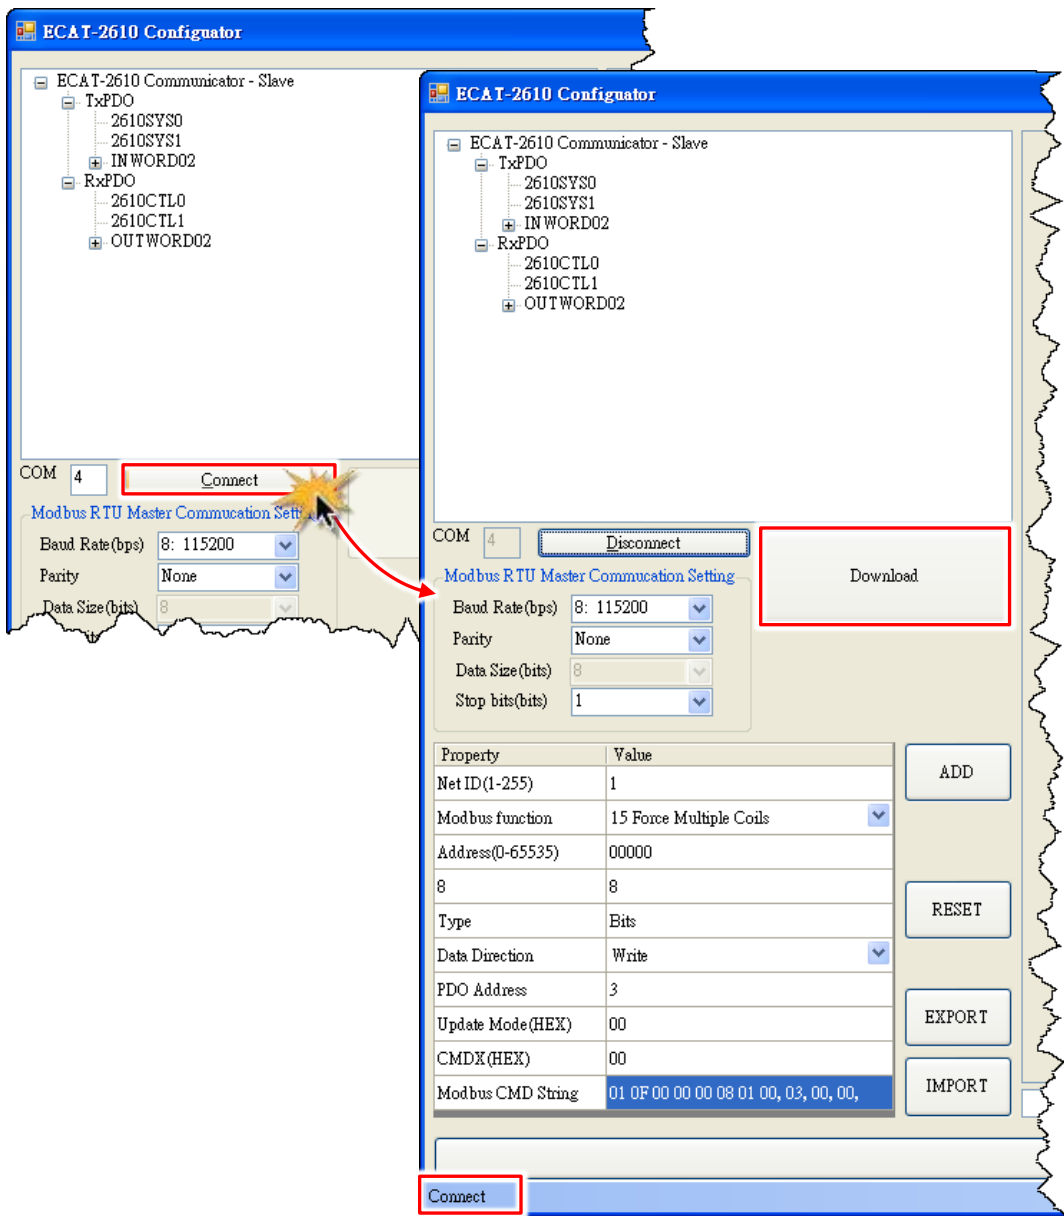 ECAT-2610 Configuator
ECAT-2610 Communicator - Slave
TxPDO
2610SYS0
2610SYS1
INWORD02
RxPDO
2610CTL0
2610CTL1
OUTWORD02
COM 4 Connect
Modbus RTU Master Commucation Sett
Baud Rate(bps) 8: 115200
Parity None
Data Size(bits) 8
ECAT-2610 Configuator
ECAT-2610 Communicator - Slave
TxPDO
2610SYS0
2610SYS1
INWORD02
RxPDO
2610CTL0
2610CTL1
OUTWORD02
COM 4 Disconnect
Download
Modbus RTU Master Commucation Setting
Baud Rate(bps) 8: 115200
Parity None
Data Size(bits) 8
Stop bits(bits) 1
Property Value
Net ID(1-255) 1
Modbus function 15 Force Multiple Coils
Address(0-65535) 00000
8 8
Type Bits
Data Direction Write
PDO Address 3
Update Mode(HEX) 00
CMDX(HEX) 00
Modbus CMD String 01 0F 00 00 00 08 01 00, 03, 00, 00,
ADD
RESET
EXPORT
IMPORT
Connect